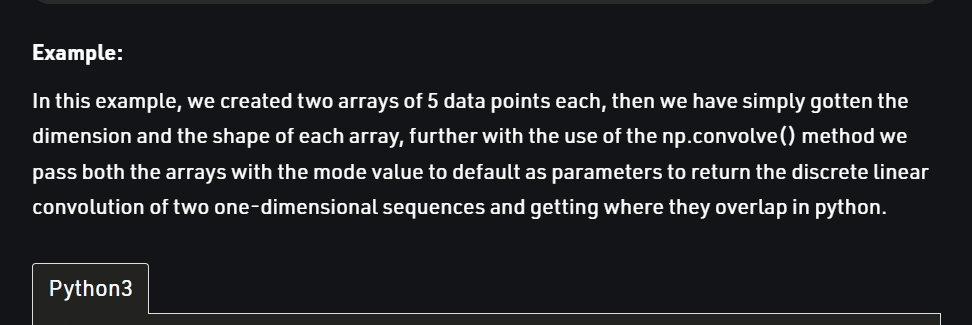 Example:
In this example, we created two arrays of 5 data points each, then we have simply gotten the
dimension and the shape of each array, further with the use of the np.convolve() method we
pass both the arrays with the mode value to default as parameters to return the discrete linear
convolution of two one-dimensional sequences and getting where they overlap in python.
Python3